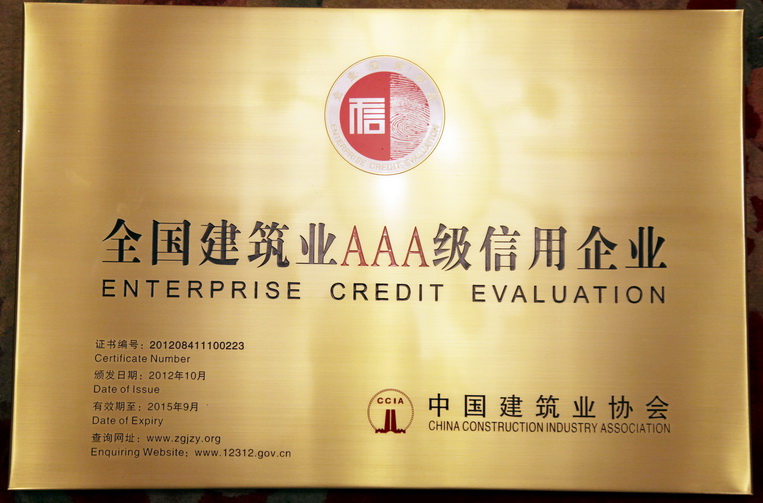 信
ENTERPRISE CREDIT EVALUATION
全国建筑业AAA级信用企业
ENTERPRISE CREDIT EVALUATION
证书编号：201208411100223
Certificate Number
颁发日期：2012年10月
Date of Issue
有效期至：2015年9月
Date of Expiry
查询网址：www.zgjzy.org
Enquiring Website：www.12312.gov.cn
CCIA
中国建筑业协会
CHINA CONSTRUCTION INDUSTRY ASSOCIATION